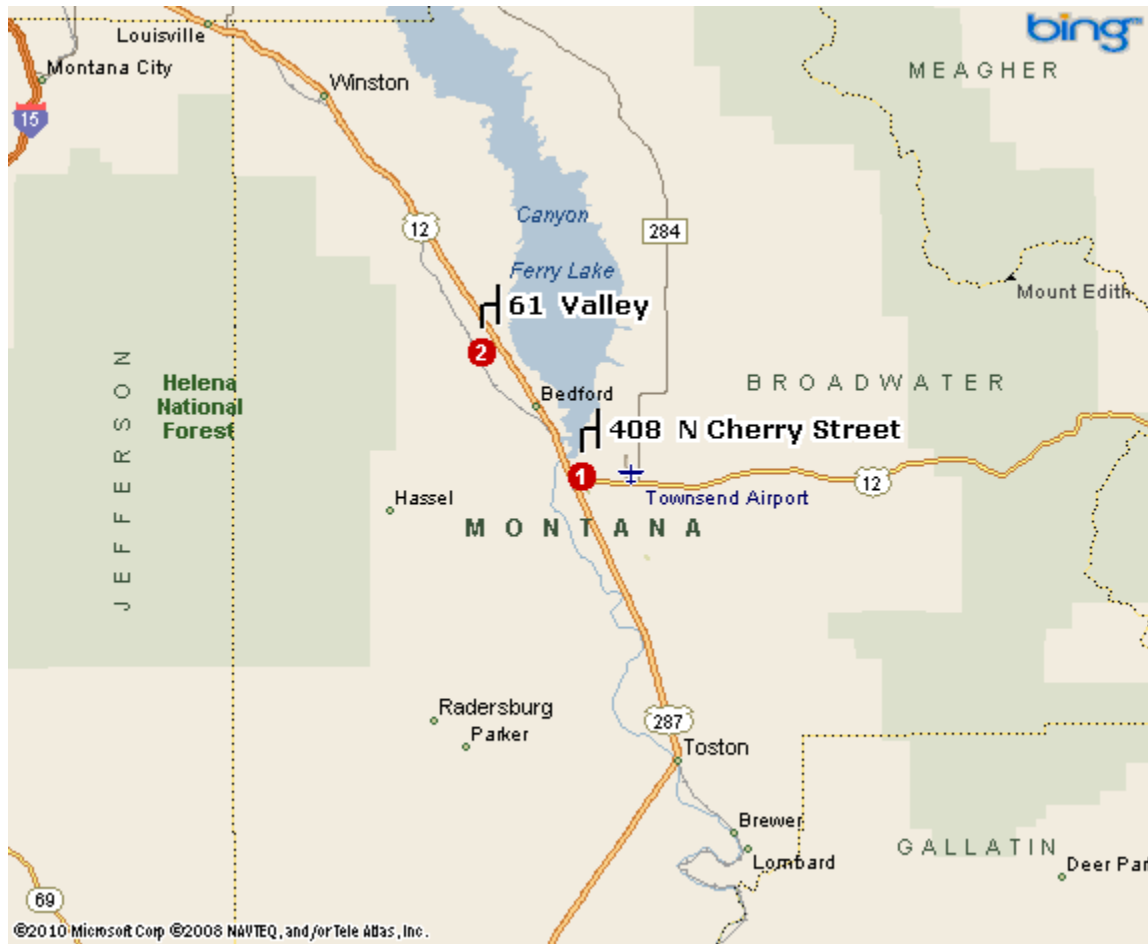 bing™
Louisville
Montana City
MEAGHER
Winston
15
Canyon
12
284
Ferry Lake
Mount Edith
61 Valley
2
JEFFERSON
Helena
National
Forest
BROADWATER
Bedford
408 N Cherry Street
1
12
Hassel
Townsend Airport
MONTANA
Radersburg
287
Parker
Toston
Brewer
GALLATIN
Lombard
Deer Par
69
©2010 Microsoft Corp ©2008 NAVTEQ, and/or Tele Atlas, Inc.